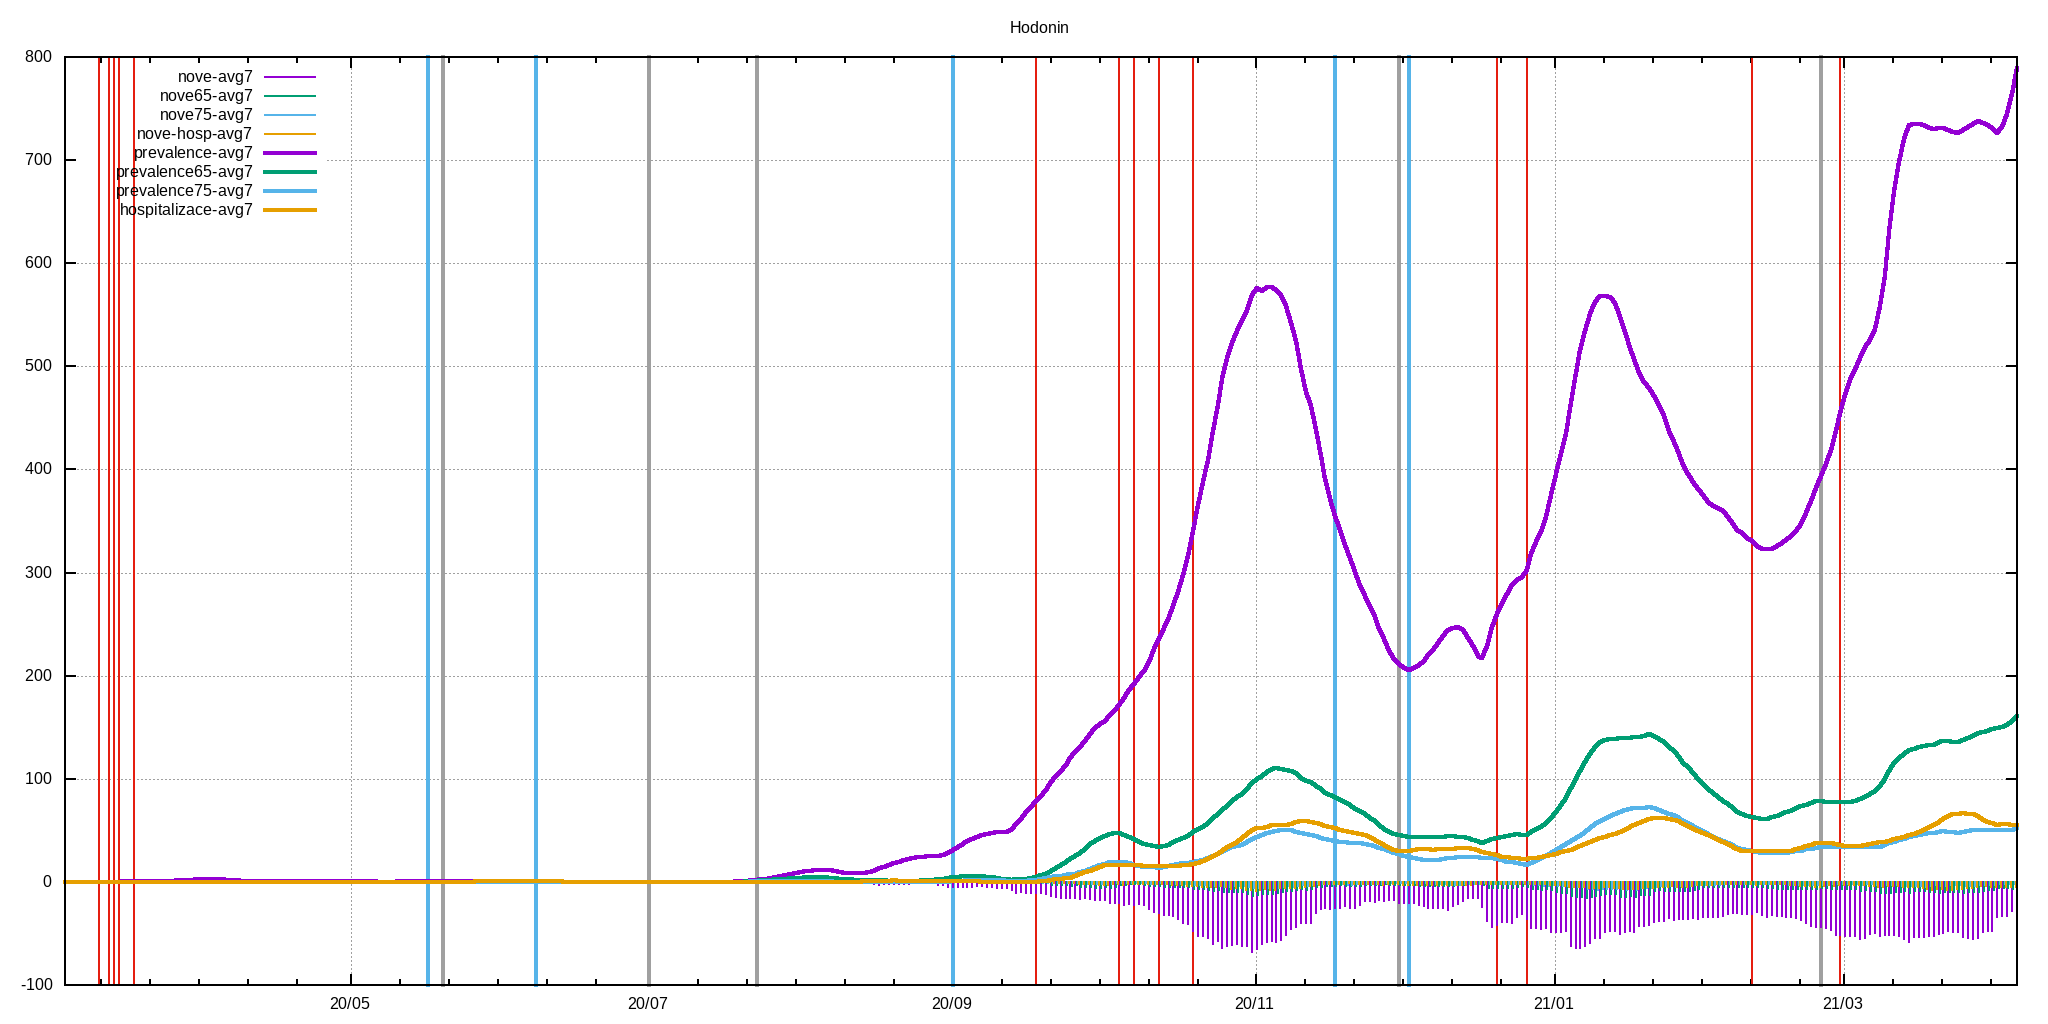 Hodonin
800
700
600
500
400
300
200
100
0
-100
nove-avg7
nove65-avg7
nove75-avg7
nove-hosp-avg7
prevalence-avg7
prevalence65-avg7
prevalence75-avg7
hospitalizace-avg7
20/05 20/07 20/09 20/11 21/01 21/03